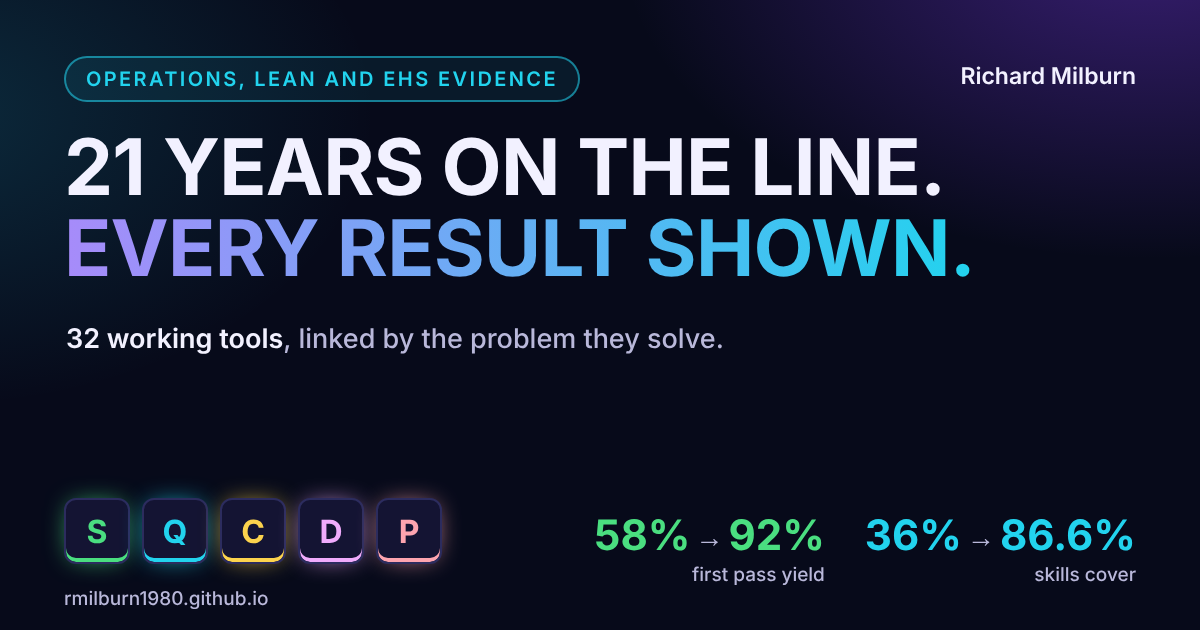 OPERATIONS, LEAN AND EHS EVIDENCE
Richard Milburn
21 YEARS ON THE LINE.
EVERY RESULT SHOWN.
32 working tools, linked by the problem they solve.
S Q C D P
58% → 92%
first pass yield
36% → 86.6%
skills cover
rmilburn1980.github.io